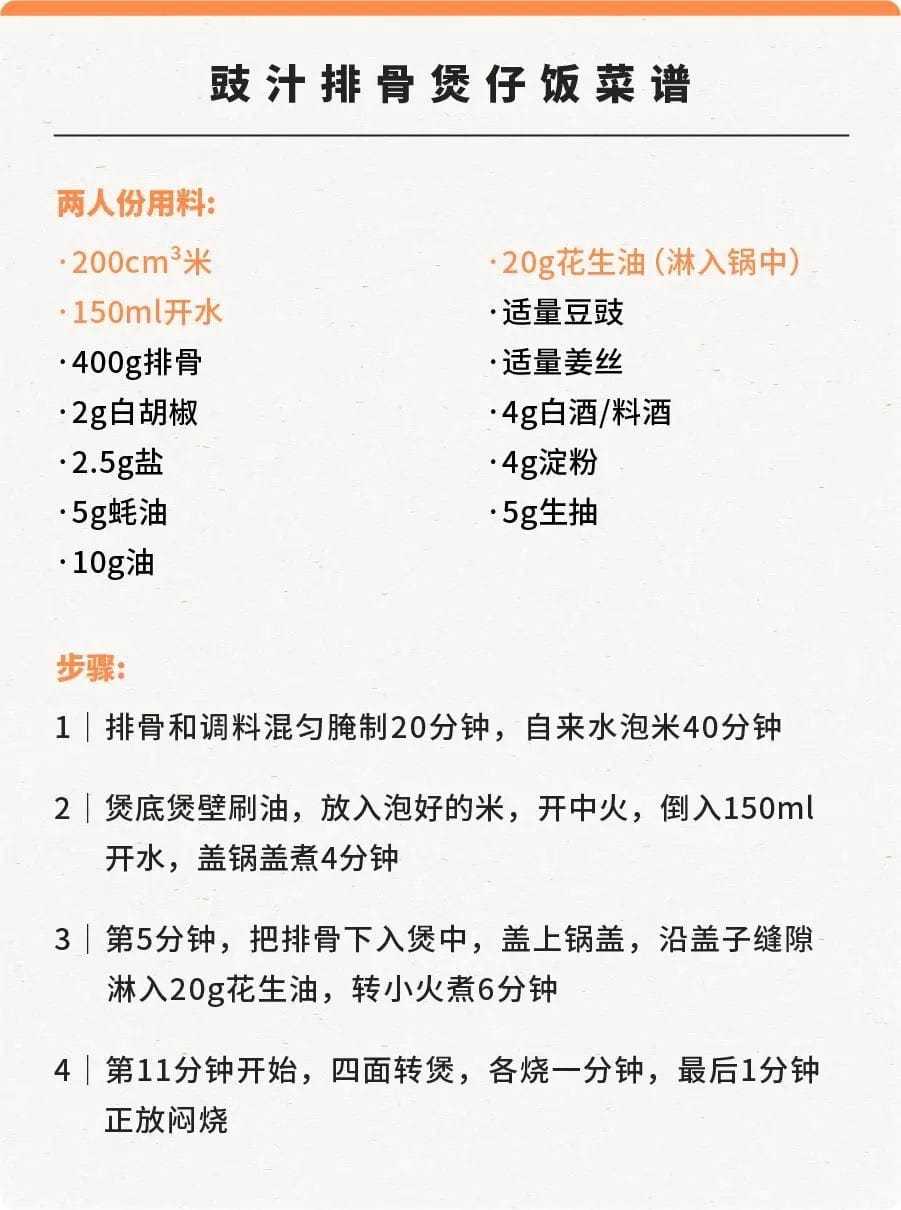 豉汁排骨煲仔饭菜谱
两人份用料:
·200cm³米
·150ml开水
·400g排骨
·2g白胡椒
·2.5g盐
·5g蚝油
·10g油
·20g花生油(淋入锅中)
·适量豆豉
·适量姜丝
·4g白酒/料酒
·4g淀粉
·5g生抽
步骤:
1|排骨和调料混匀腌制20分钟，自来水泡米40分钟
2|煲底煲壁刷油，放入泡好的米，开中火，倒入150ml
开水，盖锅盖煮4分钟
3|第5分钟，把排骨下入煲中，盖上锅盖，沿盖子缝隙
淋入20g花生油，转小火煮6分钟
4|第11分钟开始，四面转煲，各烧一分钟，最后1分钟
正放闷烧